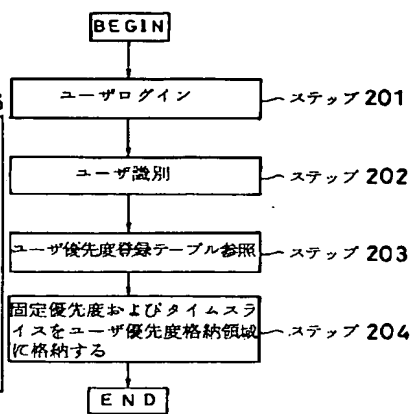 BEGIN
ユーザログイン
ステップ 201
ユーザ識別
ステップ 202
ユーザ優先度登録テーブル参照
ステップ 203
固定優先度およびタイムスラ
イスをユーザ優先度格納領域
に格納する
ステップ 204
END